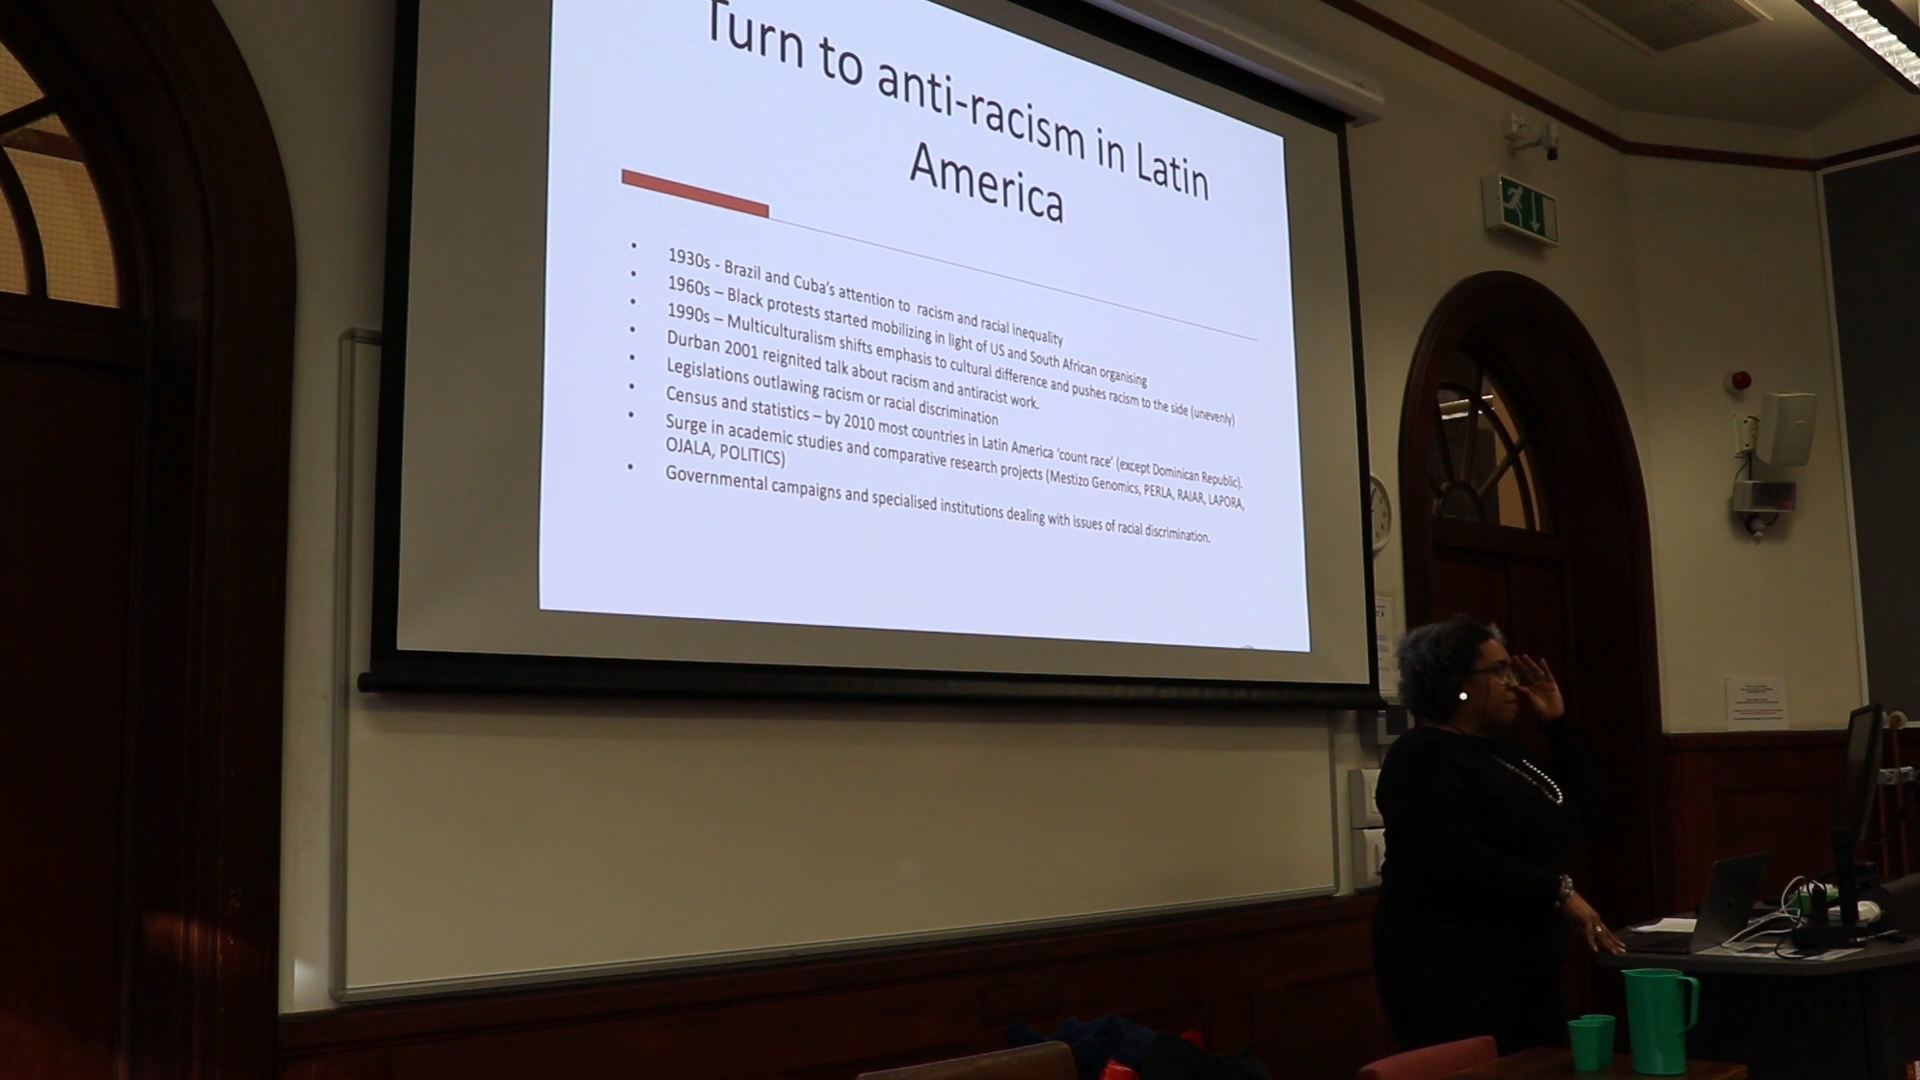 Turn to anti-racism in Latin
America
• 1930s - Brazil and Cuba's attention to racism and racial inequality
• 1960s – Black protests started mobilizing in light of US and South African organising
• 1990s – Multiculturalism shifts emphasis to cultural difference and pushes racism to the side (unevenly)
• Durban 2001 reignited talk about racism and antiracist work.
• Legislations outlawing racism or racial discrimination
• Census and statistics – by 2010 most countries in Latin America 'count race' (except Dominican Republic).
• Surge in academic studies and comparative research projects (Mestizo Genomics, PERLA, RAIAR, LAPORA,
OJALA, POLITICS)
• Governmental campaigns and specialised institutions dealing with issues of racial discrimination.